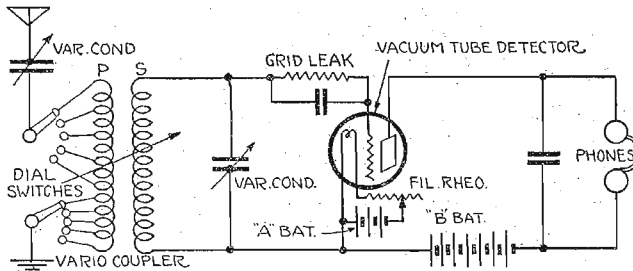 VAR.COND
P S
GRID LEAK
VACUUM TUBE DETECTOR
DIAL
SWITCHES
VAR.COND.
FIL. RHEO.
PHONES
"A" BAT.
"B" BAT.
VARIO COUPLER